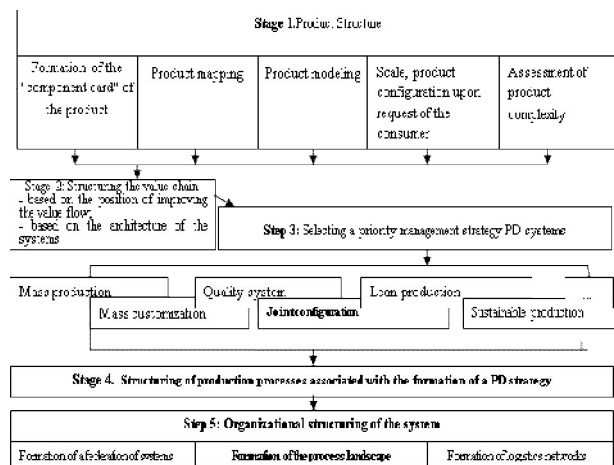 Stage 1.Product Structure
Formation of the
"component card" of
the product
Product mapping
Product modeling
Scale, product
configuration upon
request of the
consumer
Assessment of
product
complexity
Stage 2: Structuring the value chain
- based on the position of improving
the value flow;
- based on the architecture of the
systems
Step 3: Selecting a priority management strategy PD systems
Mass production
Quality system
Lean production
...
Mass customization
Joint configuration
Sustainable production
Stage 4. Structuring of production processes associated with the formation of a PD strategy
Step 5: Organizational structuring of the system
Formation of a federation of systems
Formation of the process landscape
Formation of logistics networks